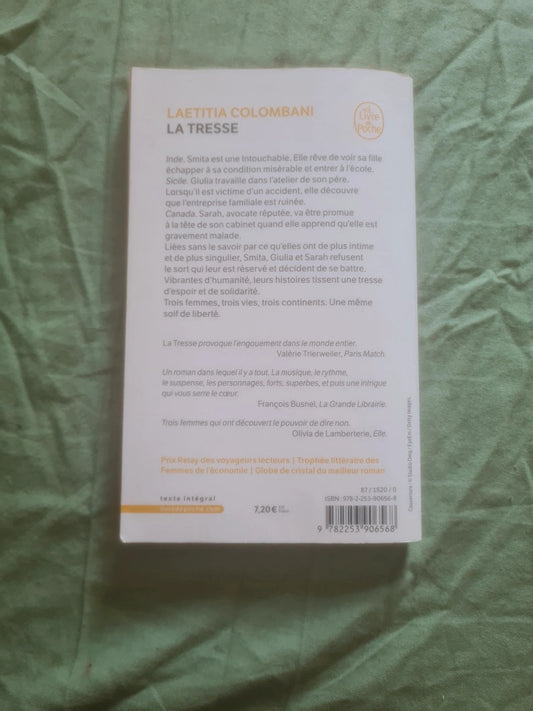 LAETITIA COLOMBANI
LA TRESSE
Le Livre de Poche
Inde. Smita est une Intouchable. Elle rêve de voir sa fille
échapper à sa condition misérable et entrer à l'école.
Sicile. Giulia travaille dans l'atelier de son père.
Lorsqu'il est victime d'un accident, elle découvre
que l'entreprise familiale est ruinée.
Canada. Sarah, avocate réputée, va être promue
à la tête de son cabinet quand elle apprend qu'elle est
gravement malade.
Liées sans le savoir par ce qu'elles ont de plus intime
et de plus singulier, Smita, Giulia et Sarah refusent
le sort qui leur est réservé et décident de se battre.
Vibrantes d'humanité, leurs histoires tissent une tresse
d'espoir et de solidarité.
Trois femmes, trois vies, trois continents. Une même
soif de liberté.
La Tresse provoque l'engouement dans le monde entier.
Valérie Trierweiler, Paris Match.
Un roman dans lequel il y a tout. La musique, le rythme,
le suspense, les personnages, forts, superbes, et puis une intrigue
qui vous serre le cœur.
François Busnel, La Grande Librairie.
Trois femmes qui ont découvert le pouvoir de dire non.
Olivia de Lamberterie, Elle.
Prix Relay des voyageurs lecteurs | Trophée littéraire des
Femmes de l'économie | Globe de cristal du meilleur roman
texte intégral
livredepoche.com
7,20 €
87 / 1520 / 0
ISBN : 978-2-253-90656-8
9 782253 906568